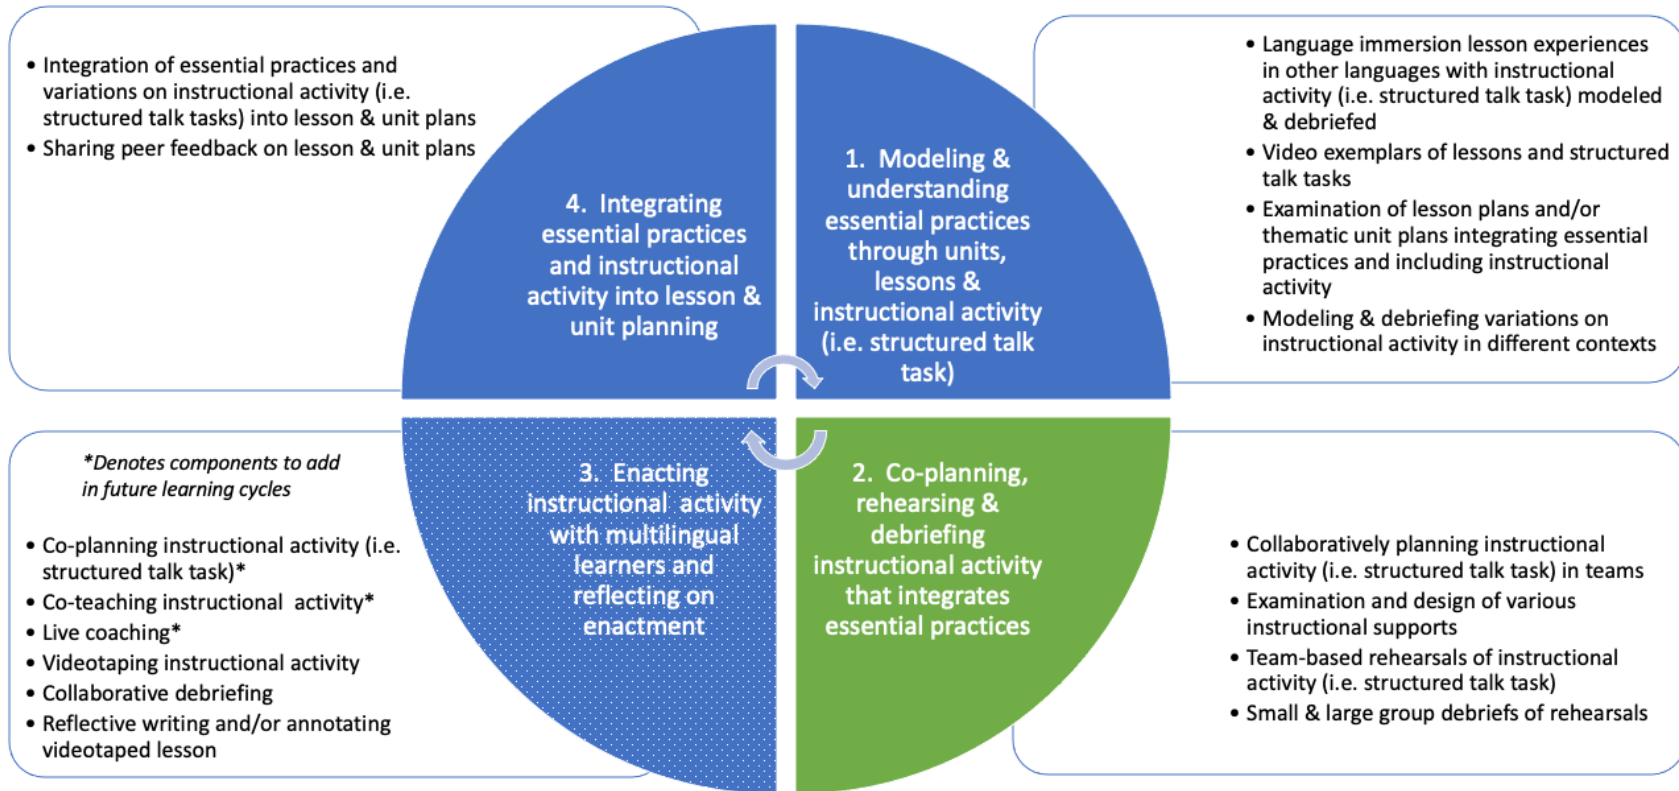 • Integration of essential practices and
variations on instructional activity (i.e.
structured talk tasks) into lesson & unit plans
• Sharing peer feedback on lesson & unit plans
4. Integrating
essential practices
and instructional
activity into lesson &
unit planning
1. Modeling &
understanding
essential practices
through units,
lessons &
instructional activity
(i.e. structured talk
task)
• Language immersion lesson experiences
in other languages with instructional
activity (i.e. structured talk task) modeled
& debriefed
• Video exemplars of lessons and structured
talk tasks
• Examination of lesson plans and/or
thematic unit plans integrating essential
practices and including instructional
activity
• Modeling & debriefing variations on
instructional activity in different contexts
*Denotes components to add
in future learning cycles
• Co-planning instructional activity (i.e.
structured talk task)*
• Co-teaching instructional activity*
• Live coaching*
• Videotaping instructional activity
• Collaborative debriefing
• Reflective writing and/or annotating
videotaped lesson
3. Enacting
instructional activity
with multilingual
learners and
reflecting on
enactment
2. Co-planning,
rehearsing &
debriefing
instructional activity
that integrates
essential practices
• Collaboratively planning instructional
activity (i.e. structured talk task) in teams
• Examination and design of various
instructional supports
• Team-based rehearsals of instructional
activity (i.e. structured talk task)
• Small & large group debriefs of rehearsals